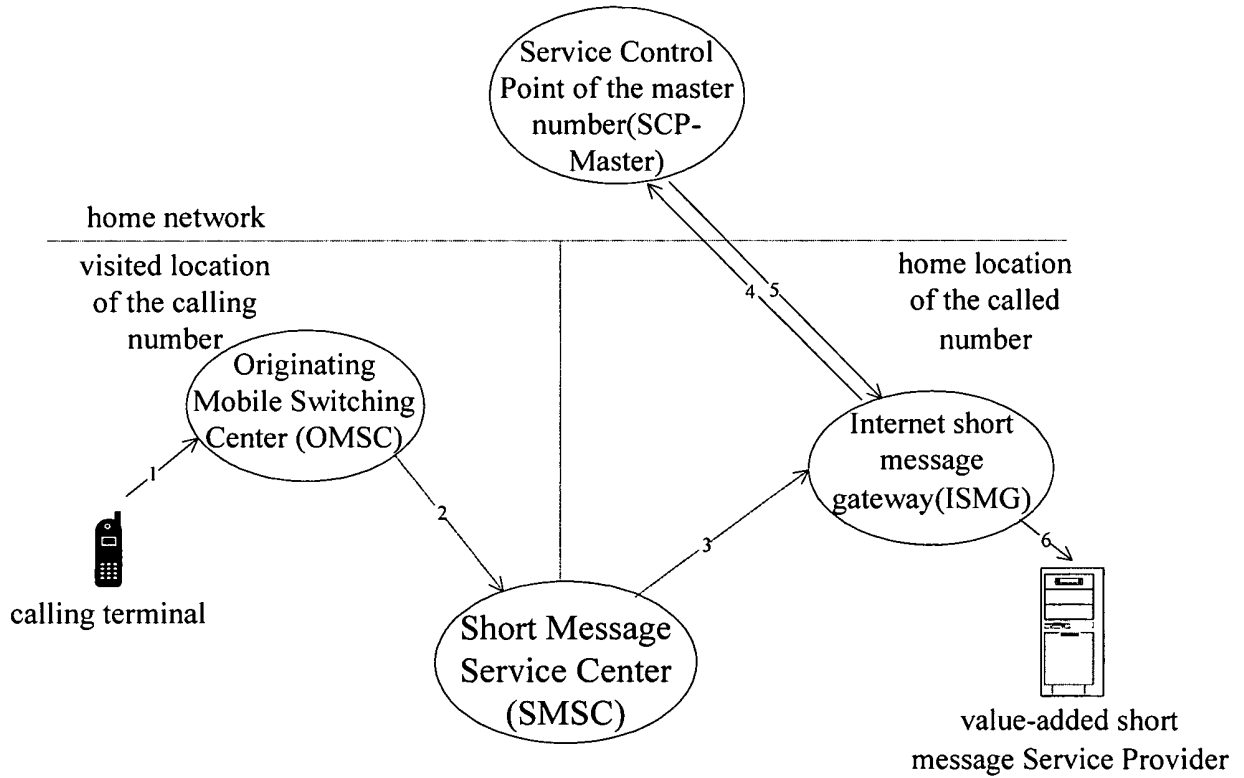 Service Control
Point of the master
number(SCP-
Master)
home network
visited location
of the calling
number
home location
of the called
number
4
5
Originating
Mobile Switching
Center (OMSC)
Internet short
message
gateway(ISMG)
1
2
3
6
calling terminal
Short Message
Service Center
(SMSC)
value-added short
message Service Provider